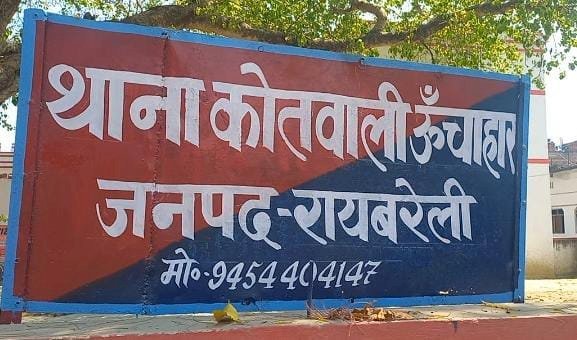 थाना कोतवाली ऊँचाहार
जनपद-रायबरेली
मो०-9454404147